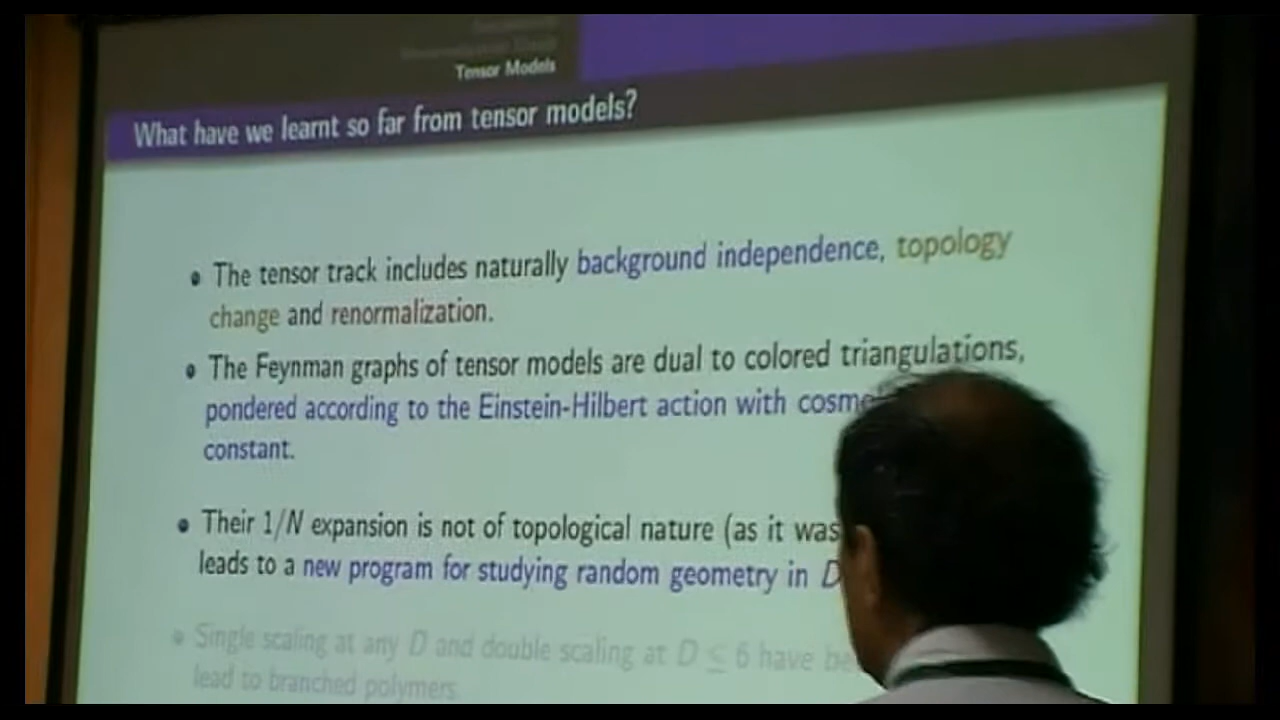 Tensor Models
What have we learnt so far from tensor models?
• The tensor track includes naturally background independence, topology
change and renormalization.
• The Feynman graphs of tensor models are dual to colored triangulations,
pondered according to the Einstein-Hilbert action with
constant.
• Their 1/N expansion is not of topological nature (as it was
leads to a new program for studying random geometry in D
• Single scaling at any D and double scaling at D ≤ 6 have
lead to branched polymers